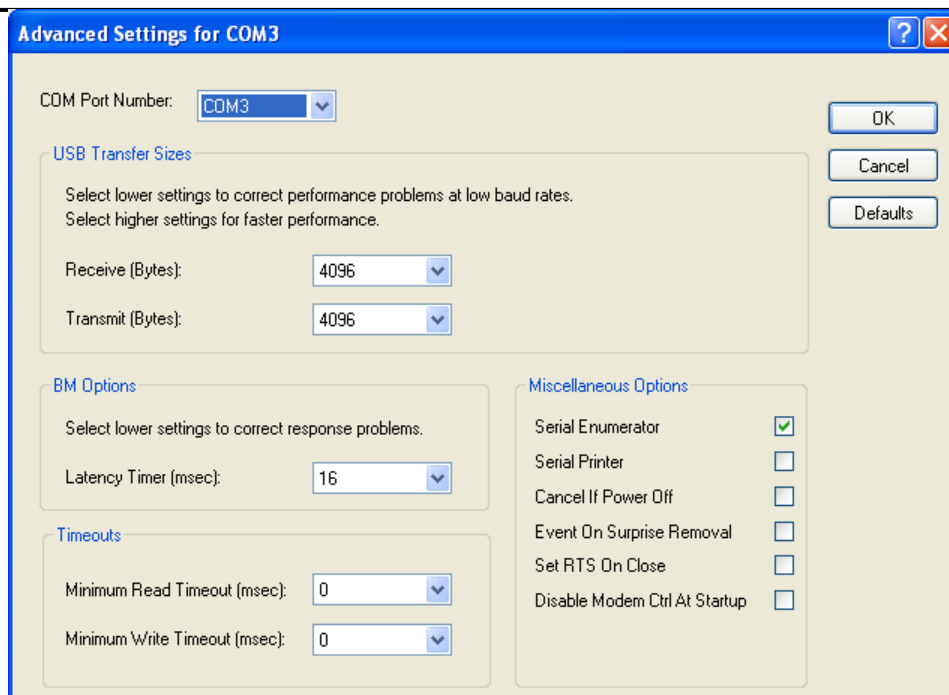 Advanced Settings for COM3
?
X
COM Port Number:
COM3
OK
Cancel
Defaults
USB Transfer Sizes
Select lower settings to correct performance problems at low baud rates.
Select higher settings for faster performance.
Receive (Bytes):
4096
Transmit (Bytes):
4096
BM Options
Select lower settings to correct response problems.
Latency Timer (msec):
16
Timeouts
Minimum Read Timeout (msec):
0
Minimum Write Timeout (msec):
0
Miscellaneous Options
Serial Enumerator
Serial Printer
Cancel If Power Off
Event On Surprise Removal
Set RTS On Close
Disable Modem Ctrl At Startup